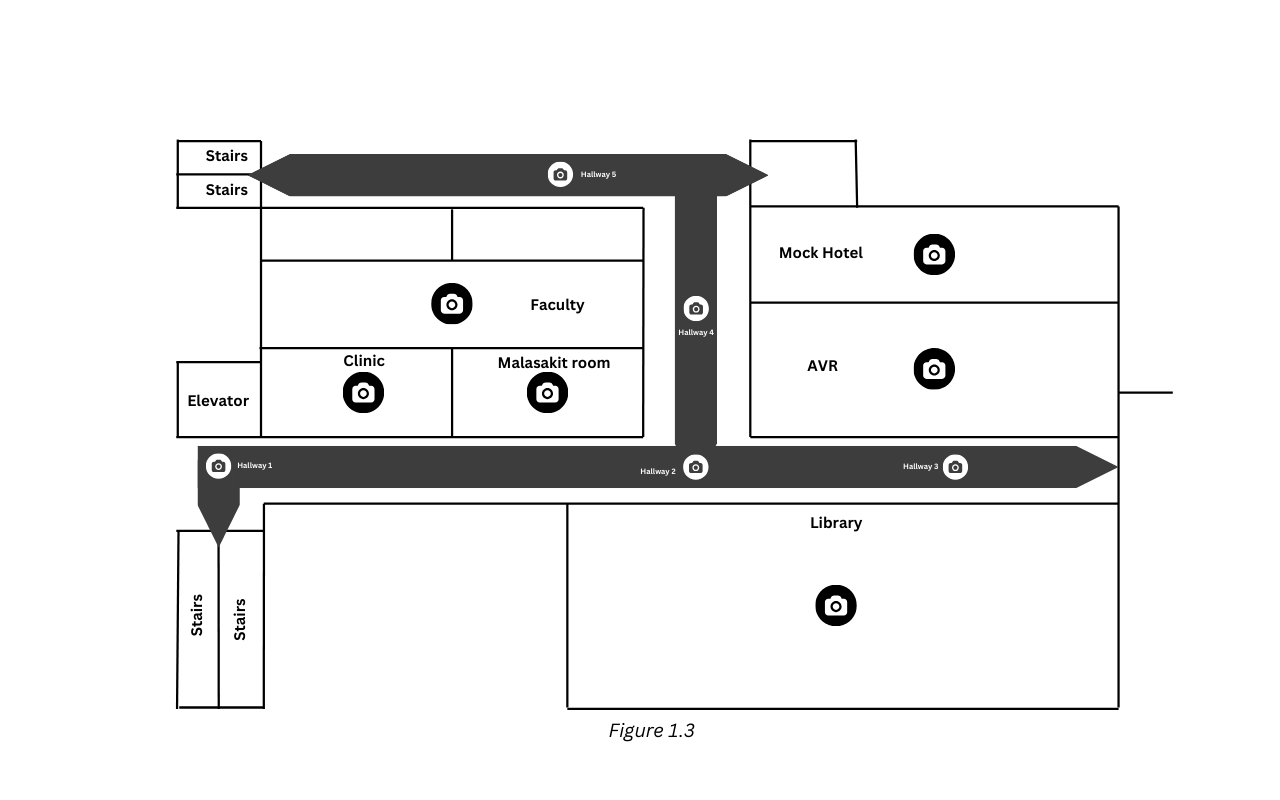 Stairs
Hallway 5
Stairs
Mock Hotel
Faculty
Hallway 4
Clinic
Malasakit room
AVR
Elevator
Hallway 1
Hallway 2
Hallway 3
Library
Stairs
Stairs
Figure 1.3